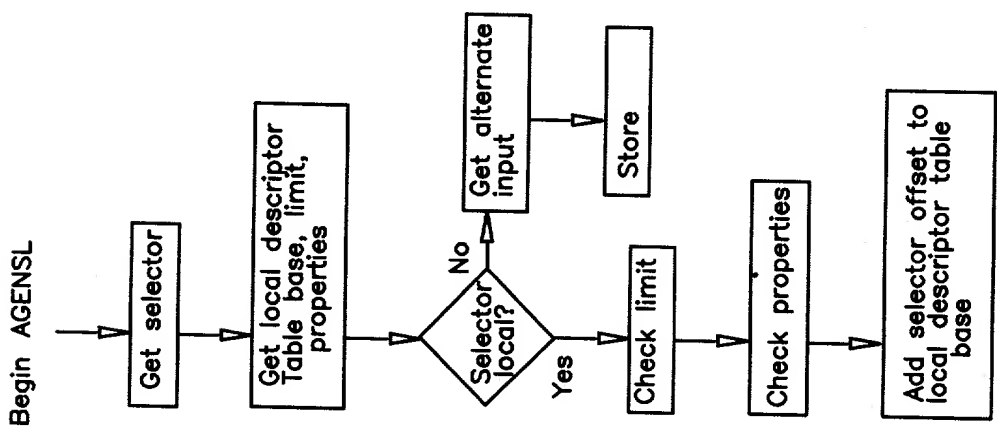 Begin AGENSL
Get selector
Get local descriptor
Table base, limit,
properties
Selector
local?
No
Get alternate
input
Store
Yes
Check limit
Check properties
Add selector offset to
local descriptor table
base